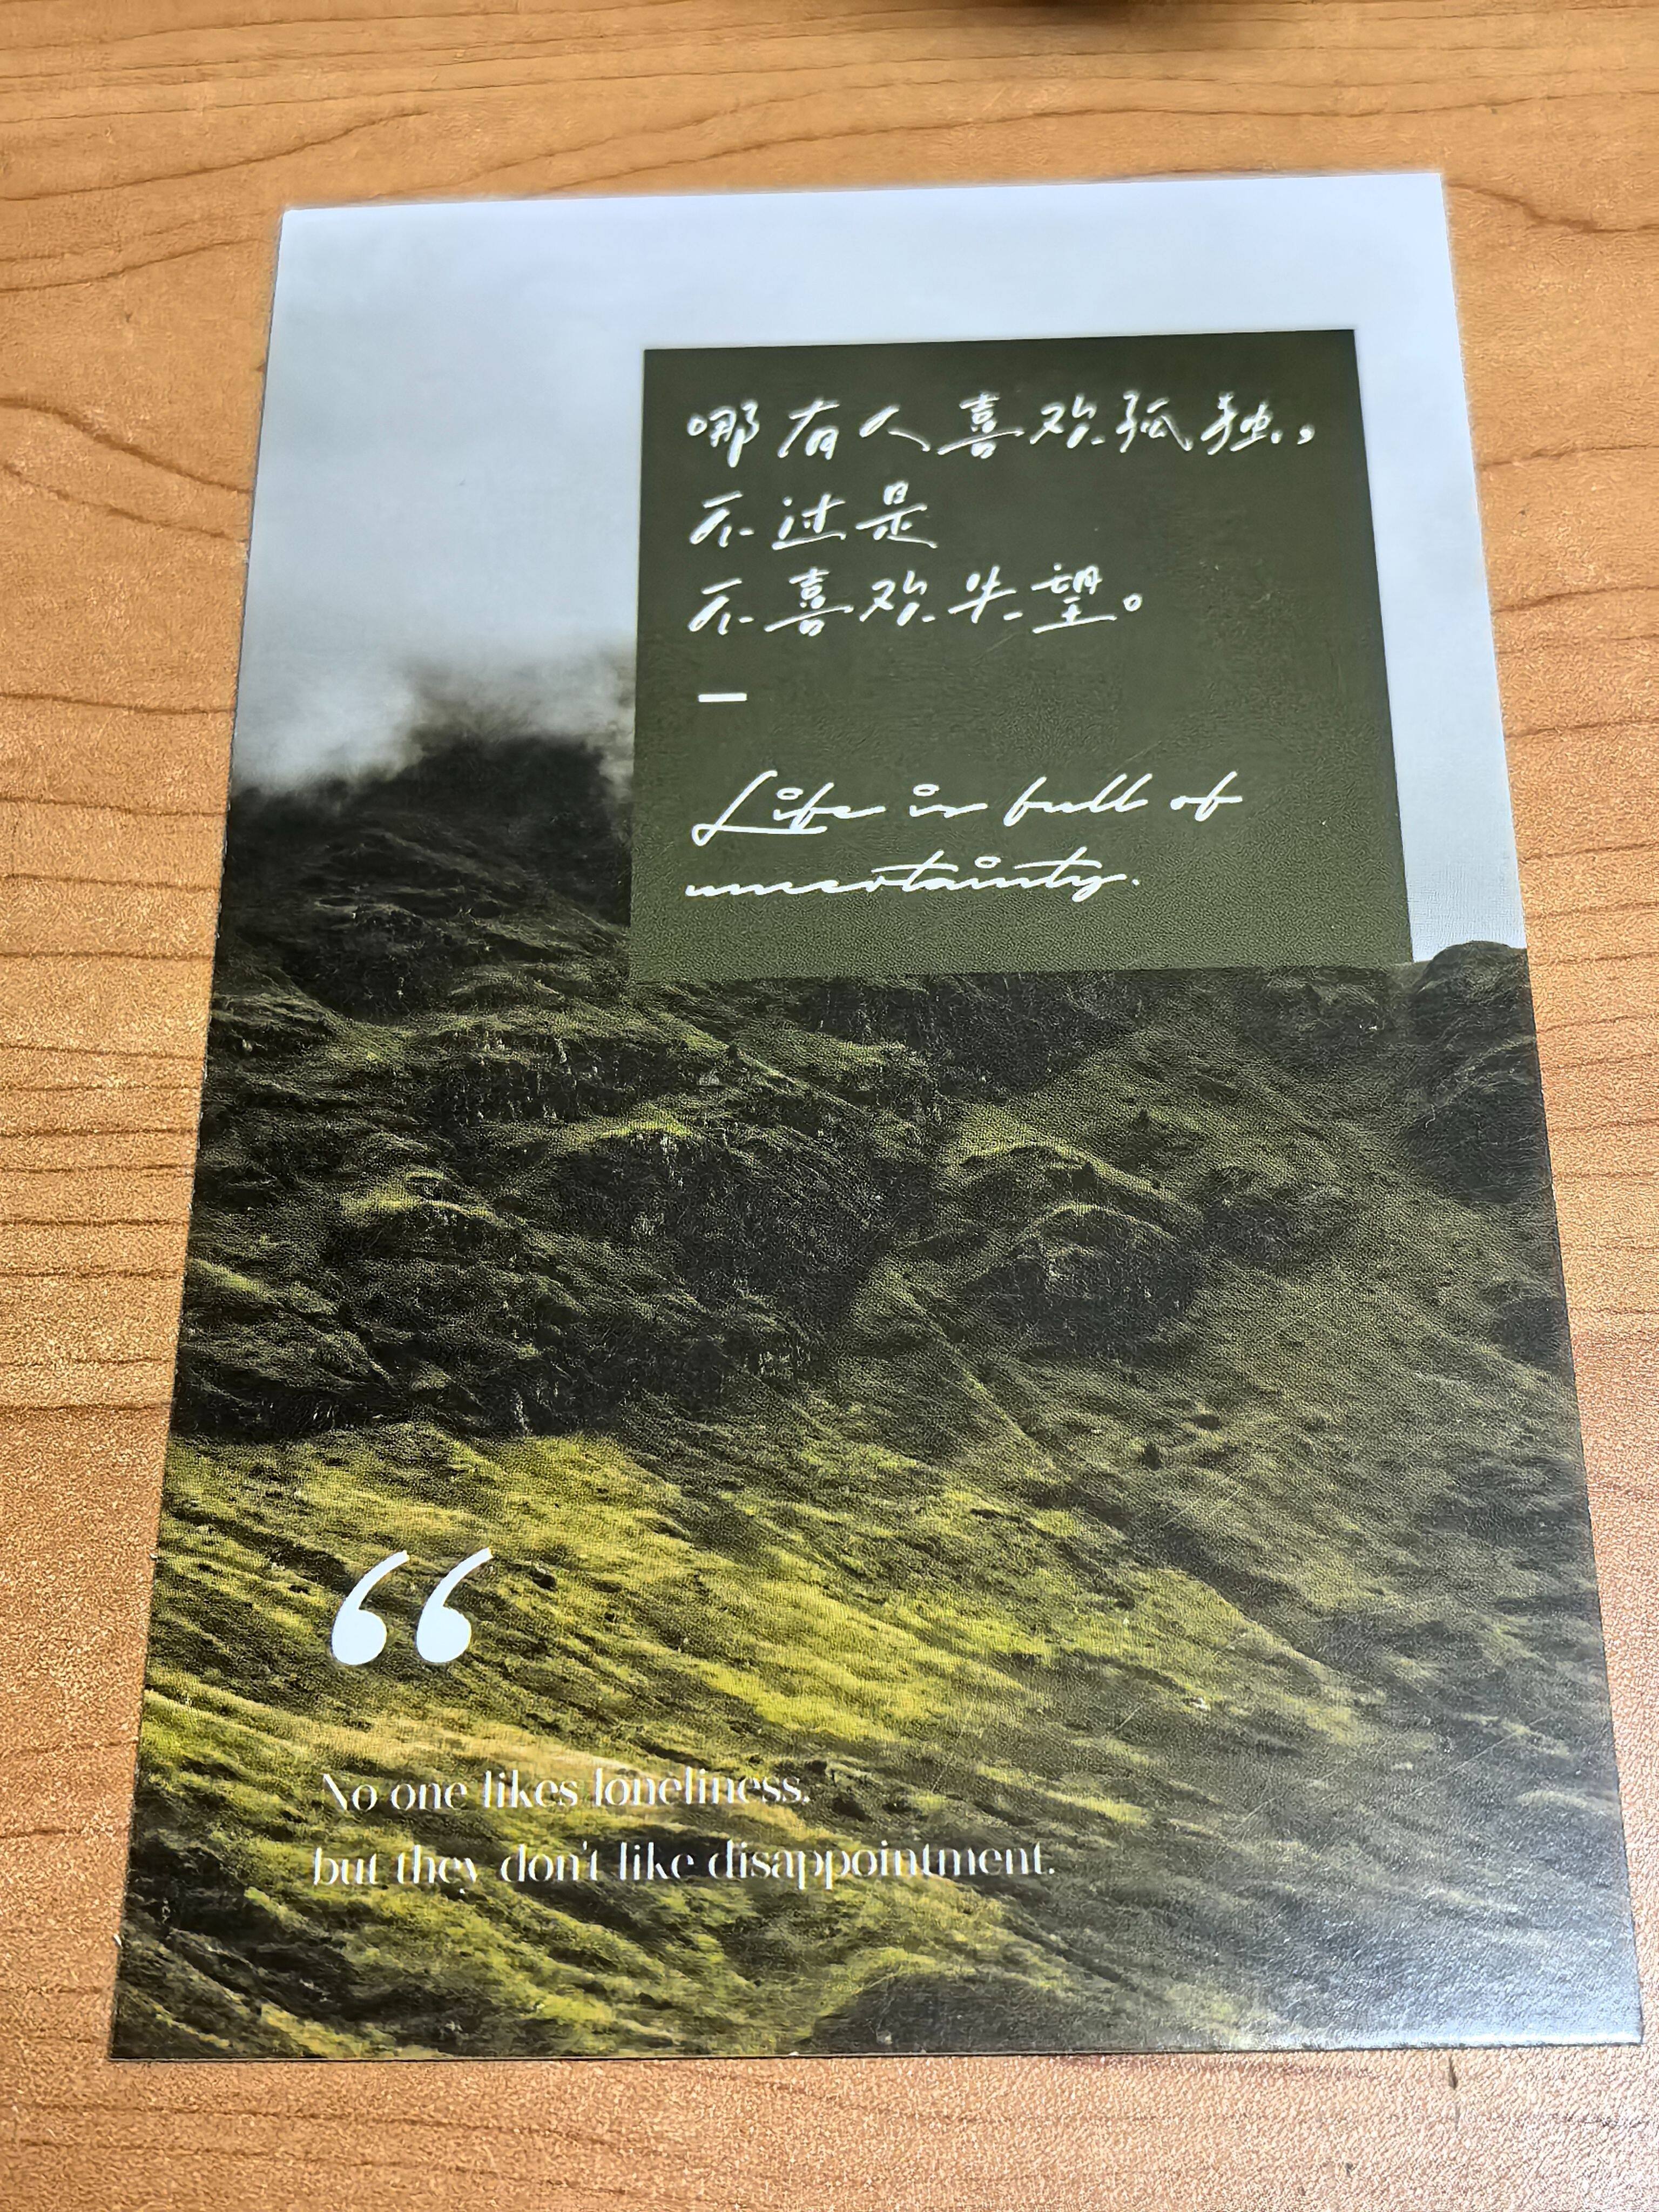 哪有人喜欢孤独，
不过是
不喜欢失望。
Life is full of
uncertainty.
“
No one likes loneliness,
but they don't like disappointment.